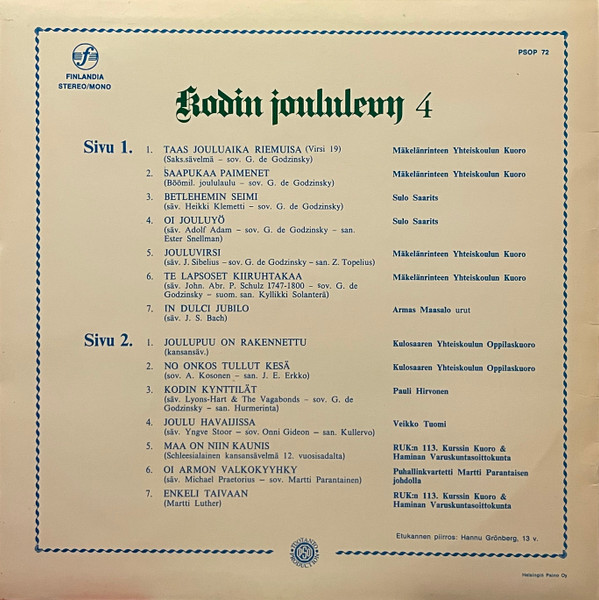 PSOP 72
FINLANDIA
STEREO/MONO
Kodin joululevy 4
Sivu 1.
1. TAAS JOULUAIKA RIEMUISA (Virsi 19) Mäkelänrinteen Yhteiskoulun Kuoro
(Saks.sävelmä – sov. G. de Godzinsky)
2. SAAPUKAA PAIMENET Mäkelänrinteen Yhteiskoulun Kuoro
(Böömil. joululaulu – sov. G. de Godzinsky)
3. BETLEHEMIN SEIMI Sulo Saarits
(säv. Heikki Klemetti – sov. G. de Godzinsky)
4. OI JOULUYÖ Sulo Saarits
(säv. Adolf Adam – sov. G. de Godzinsky – san.
Ester Snellman)
5. JOULUVIRSI Mäkelänrinteen Yhteiskoulun Kuoro
(säv. J. Sibelius – sov. G. de Godzinsky – san. Z. Topelius)
6. TE LAPSOSET KIIRUHTAKAA Mäkelänrinteen Yhteiskoulun Kuoro
(säv. John. Abr. P. Schulz 1747-1800 – sov. G. de
Godzinsky – suom. san. Kyllikki Solanterä)
7. IN DULCI JUBILO Armas Maasalo urut
(säv. J. S. Bach)
Sivu 2.
1. JOULUPUU ON RAKENNETTU Kulosaaren Yhteiskoulun Oppilaskuoro
(kansansäv.)
2. NO ONKOS TULLUT KESÄ Kulosaaren Yhteiskoulun Oppilaskuoro
(sov. A. Kosonen – san. J. E. Erkko)
3. KODIN KYNTTILÄT Pauli Hirvonen
(säv. Lyons-Hart & The Vagabonds – sov. G. de
Godzinsky – san. Hurmerinta)
4. JOULU HAVAIJISSA Veikko Tuomi
(säv. Yngve Stoor – sov. Onni Gideon – san. Kullervo)
5. MAA ON NIIN KAUNIS RUK:n 113. Kurssin Kuoro &
(Schleesialainen kansansävelmä 12. vuosisadalta) Haminan Varuskuntasoittokunta
6. OI ARMON VALKOKYYHKY Puhallinkvartetti Martti Parantaisen
(säv. Michael Praetorius – sov. Martti Parantainen) johdolla
7. ENKELI TAIVAAN RUK:n 113. Kurssin Kuoro &
(Martti Luther) Haminan Varuskuntasoittokunta
Etukannen piirros: Hannu Grönberg, 13 v.
TUOTANTO
PSO
PRODUCTION
Helsingin Paino Oy